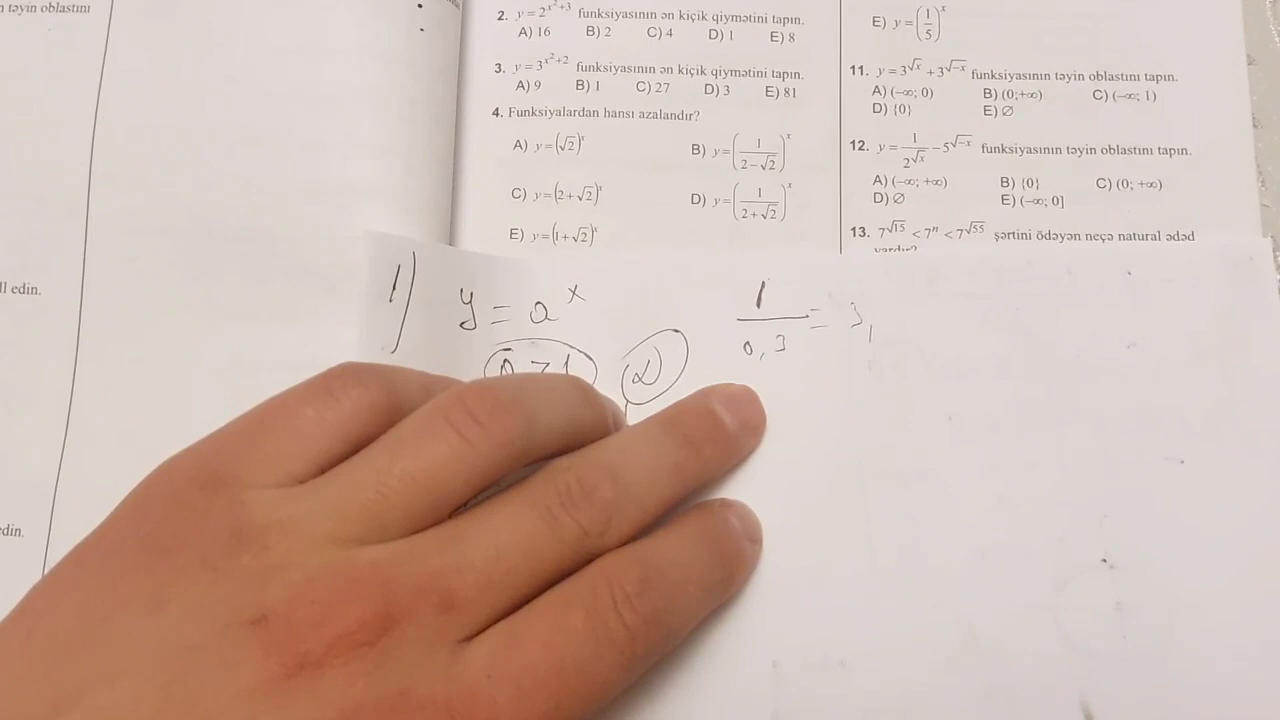 n təyin oblastını
ll edin.
edin.
2. y=2^{x²+3} funksiyasının ən kiçik qiymətini tapın.
A) 16 B) 2 C) 4 D) 1 E) 8
3. y=3^{x²+2} funksiyasının ən kiçik qiymətini tapın.
A) 9 B) 1 C) 27 D) 3 E) 81
4. Funksiyalardan hansı azalandır?
A) y=(√2)^x B) y=(1/(2-√2))^x
C) y=(2+√2)^x D) y=(1/(2+√2))^x
E) y=(1+√2)^x
E) y=(1/5)^x
11. y=3^{√x}+3^{√-x} funksiyasının təyin oblastını tapın.
A) (-∞; 0) B) (0;+∞) C) (-∞; 1)
D) {0} E) ∅
12. y=1/2^{√x}-5^{√-x} funksiyasının təyin oblastını tapın.
A) (-∞; +∞) B) {0} C) (0; +∞)
D) ∅ E) (-∞; 0]
13. 7^{√15}<7^n<7^{√55} şərtini ödəyən neçə natural ədəd
vardır?
1) y=a^x 1/0,3=3,